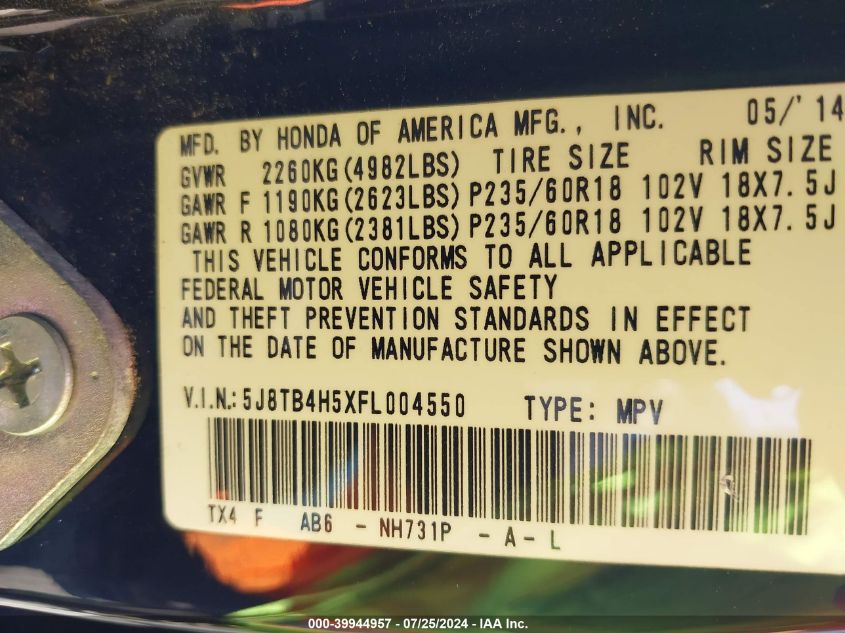 MFD. BY HONDA OF AMERICA MFG., INC. 05/'14
GVWR 2260KG(4982LBS) TIRE SIZE RIM SIZE
GAWR F 1190KG(2623LBS) P235/60R18 102V 18X7.5J
GAWR R 1080KG(2381LBS) P235/60R18 102V 18X7.5J
THIS VEHICLE CONFORMS TO ALL APPLICABLE
FEDERAL MOTOR VEHICLE SAFETY
AND THEFT PREVENTION STANDARDS IN EFFECT
ON THE DATE OF MANUFACTURE SHOWN ABOVE.
V.I.N.: 5J8TB4H5XFL004550 TYPE: MPV
TX4 F AB6 - NH731P - A - L
000-39944957 / 07/25/2024 - IAA Inc.